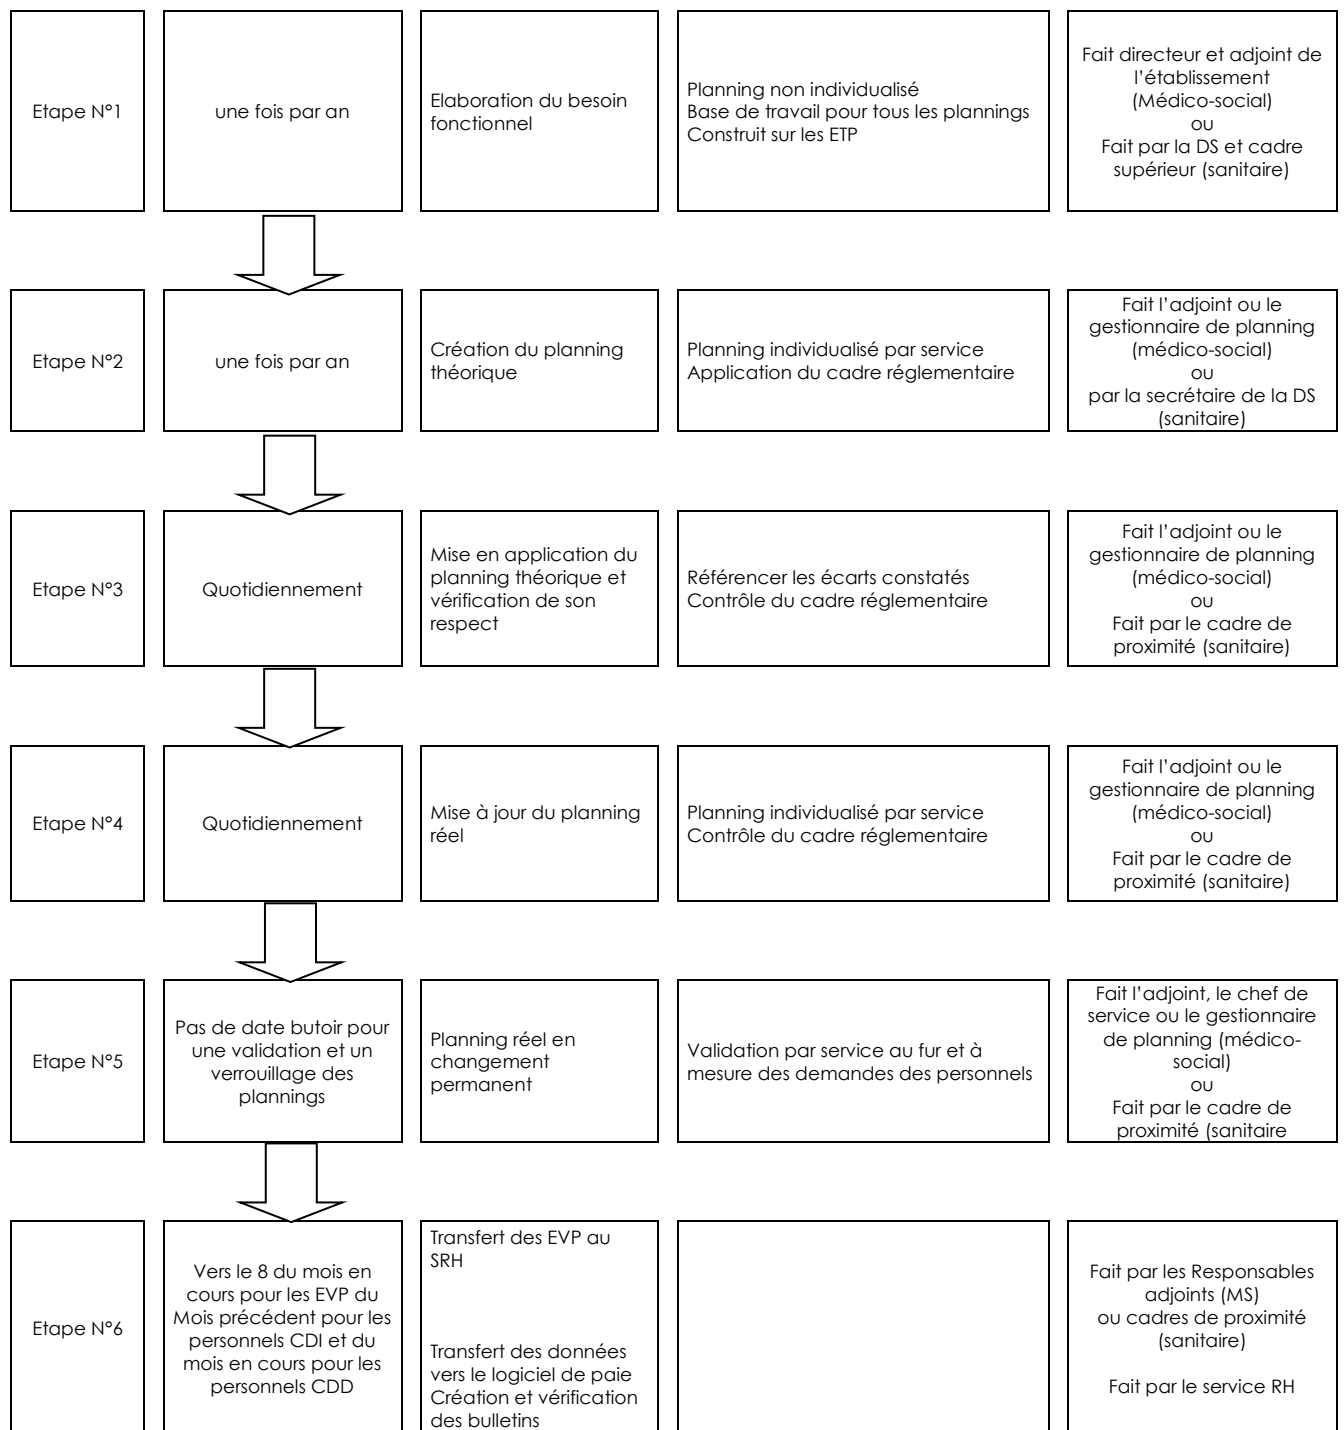 Etape N°1
une fois par an
Elaboration du besoin
fonctionnel
Planning non individualisé
Base de travail pour tous les plannings
Construit sur les ETP
Fait directeur et adjoint de
l'établissement
(Médico-social)
ou
Fait par la DS et cadre
supérieur (sanitaire)
Etape N°2
une fois par an
Création du planning
théorique
Planning individualisé par service
Application du cadre réglementaire
Fait l'adjoint ou le
gestionnaire de planning
(médico-social)
ou
par la secrétaire de la DS
(sanitaire)
Etape N°3
Quotidiennement
Mise en application du
planning théorique et
vérification de son
respect
Référencer les écarts constatés
Contrôle du cadre réglementaire
Fait l'adjoint ou le
gestionnaire de planning
(médico-social)
ou
Fait par le cadre de
proximité (sanitaire)
Etape N°4
Quotidiennement
Mise à jour du planning
réel
Planning individualisé par service
Contrôle du cadre réglementaire
Fait l'adjoint ou le
gestionnaire de planning
(médico-social)
ou
Fait par le cadre de
proximité (sanitaire)
Etape N°5
Pas de date butoir pour
une validation et un
verrouillage des
plannings
Planning réel en
changement
permanent
Validation par service au fur et à
mesure des demandes des personnels
Fait l'adjoint, le chef de
service ou le gestionnaire
de planning (médico-
social)
ou
Fait par le cadre de
proximité (sanitaire
Etape N°6
Vers le 8 du mois en
cours pour les EVP du
Mois précédent pour les
personnels CDI et du
mois en cours pour les
personnels CDD
Transfert des EVP au
SRH
Transfert des données
vers le logiciel de paie
Création et vérification
des bulletins
Fait par les Responsables
adjoints (MS)
ou cadres de proximité
(sanitaire)
Fait par le service RH